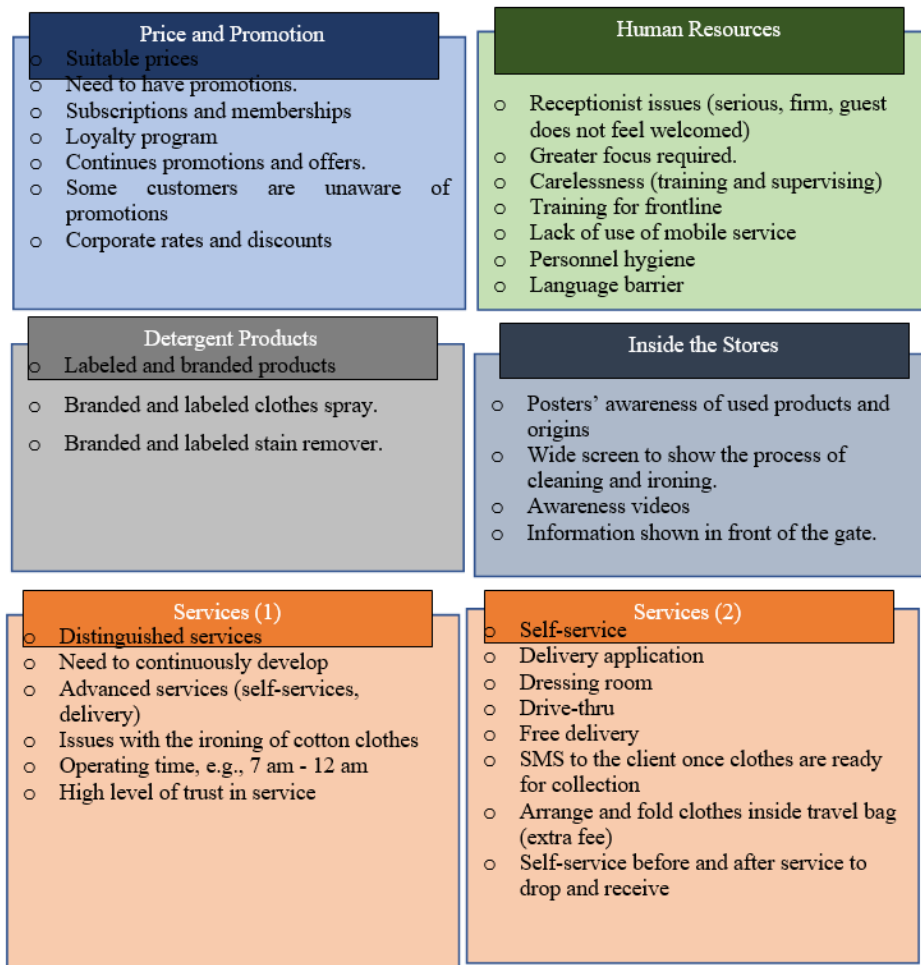 Price and Promotion
o Suitable prices
o Need to have promotions.
o Subscriptions and memberships
o Loyalty program
o Continues promotions and offers.
o Some customers are unaware of
promotions
o Corporate rates and discounts
Human Resources
o Receptionist issues (serious, firm, guest
does not feel welcomed)
o Greater focus required.
o Carelessness (training and supervising)
o Training for frontline
o Lack of use of mobile service
o Personnel hygiene
o Language barrier
Detergent Products
o Labeled and branded products
o Branded and labeled clothes spray.
o Branded and labeled stain remover.
Inside the Stores
o Posters’ awareness of used products and
origins
o Wide screen to show the process of
cleaning and ironing.
o Awareness videos
o Information shown in front of the gate.
Services (1)
o Distinguished services
o Need to continuously develop
o Advanced services (self-services,
delivery)
o Issues with the ironing of cotton clothes
o Operating time, e.g., 7 am - 12 am
o High level of trust in service
Services (2)
o Self-service
o Delivery application
o Dressing room
o Drive-thru
o Free delivery
o SMS to the client once clothes are ready
for collection
o Arrange and fold clothes inside travel bag
(extra fee)
o Self-service before and after service to
drop and receive